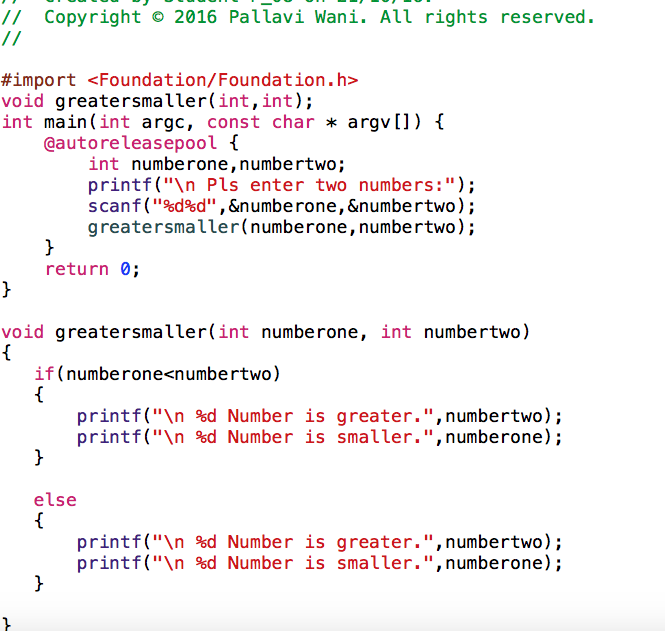 //  Copyright © 2016 Pallavi Wani. All rights reserved.
//
#import <Foundation/Foundation.h>
void greatersmaller(int,int);
int main(int argc, const char * argv[]) {
    @autoreleasepool {
        int numberone,numbertwo;
        printf("\n Pls enter two numbers:");
        scanf("%d%d",&numberone,&numbertwo);
        greatersmaller(numberone,numbertwo);
    }
    return 0;
}
void greatersmaller(int numberone, int numbertwo)
{
   if(numberone<numbertwo)
   {
       printf("\n %d Number is greater.",numbertwo);
       printf("\n %d Number is smaller.",numberone);
   }
   else
   {
       printf("\n %d Number is greater.",numbertwo);
       printf("\n %d Number is smaller.",numberone);
   }
}